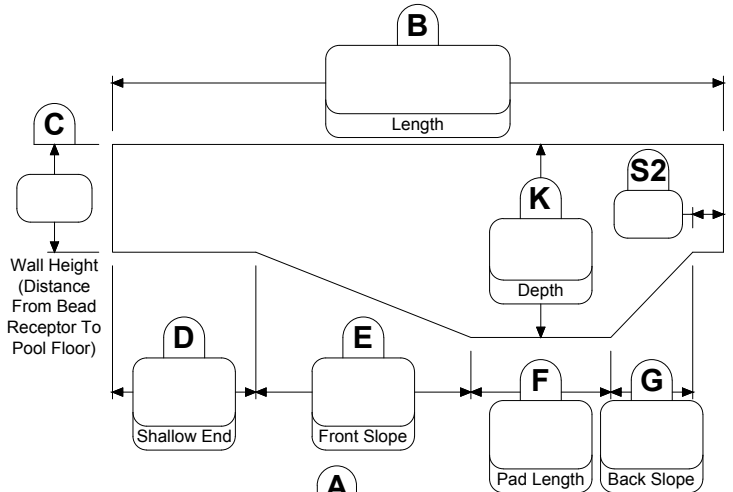 B
Length
C
S2
K
Depth
Wall Height
(Distance
From Bead
Receptor To
Pool Floor)
D
Shallow End
E
Front Slope
F
Pad Length
G
Back Slope
A